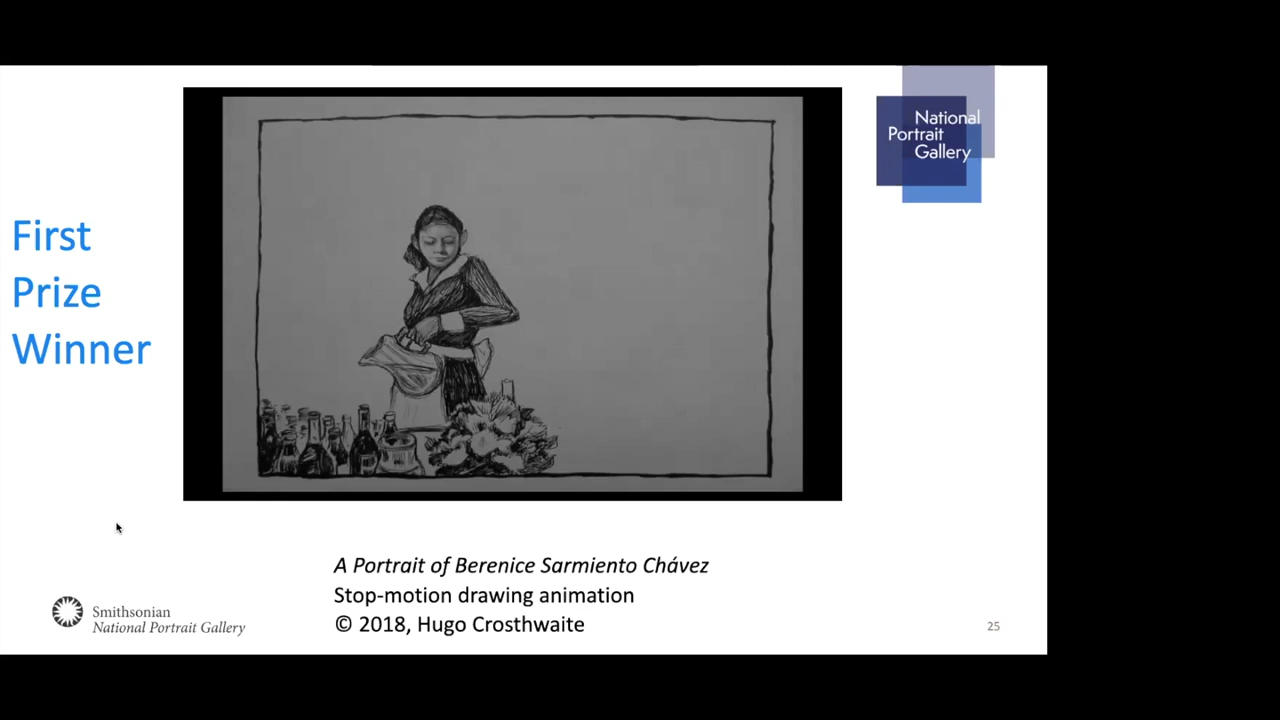 First
Prize
Winner
National
Portrait
Gallery
A Portrait of Berenice Sarmiento Chávez
Stop-motion drawing animation
© 2018, Hugo Crosthwaite
Smithsonian
National Portrait Gallery
25